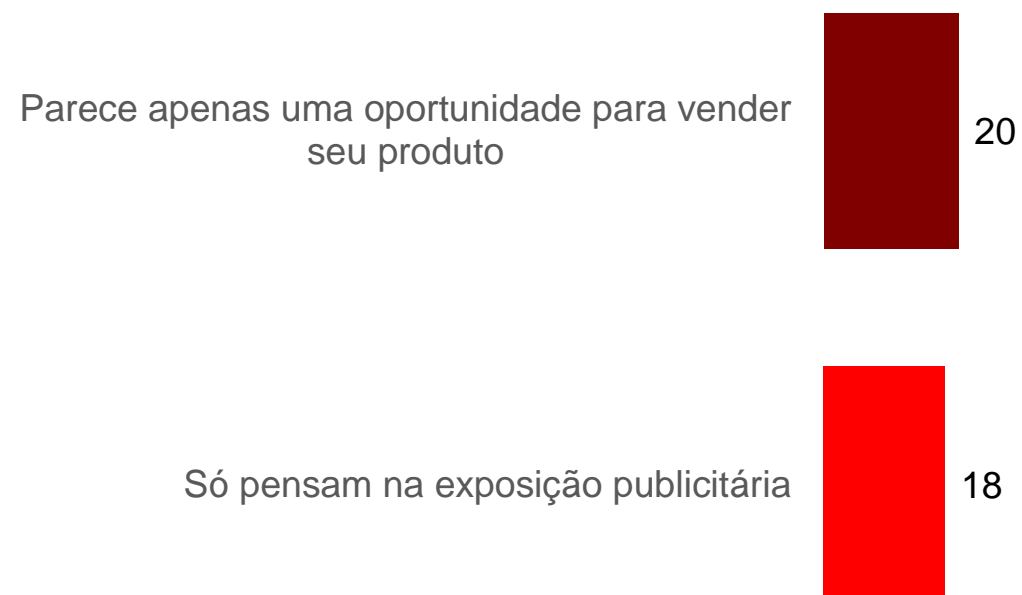 Parece apenas uma oportunidade para vender
seu produto
20
Só pensam na exposição publicitária
18